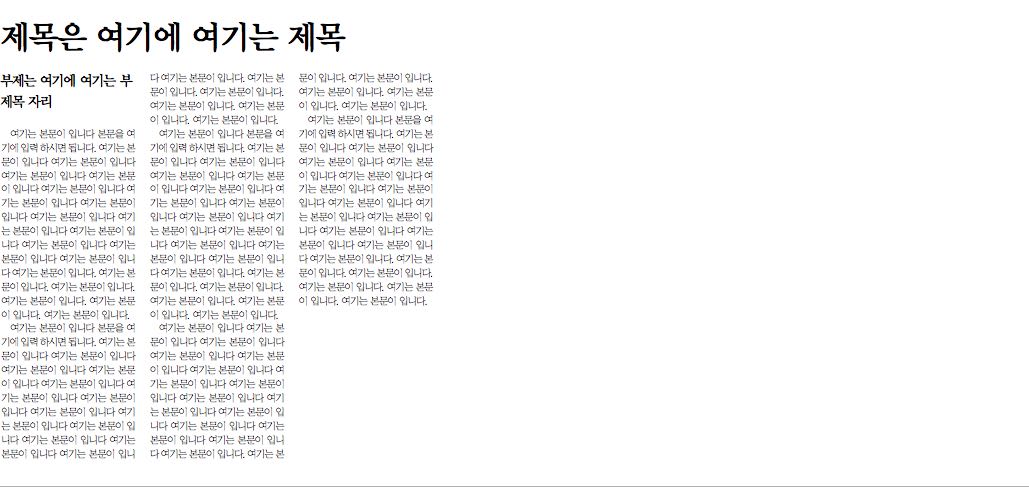 제목은 여기에 여기는 제목
부제는 여기에 여기는 부
제목 자리
여기는 본문이 입니다 본문을 여
기에 입력 하시면 됩니다. 여기는 본
문이 입니다 여기는 본문이 입니다
여기는 본문이 입니다 여기는 본문
이 입니다 여기는 본문이 입니다 여
기는 본문이 입니다 여기는 본문이
입니다 여기는 본문이 입니다 여기
는 본문이 입니다 여기는 본문이 입
니다 여기는 본문이 입니다 여기는
본문이 입니다 여기는 본문이 입니
다 여기는 본문이 입니다. 여기는 본
문이 입니다. 여기는 본문이 입니다.
여기는 본문이 입니다. 여기는 본문
이 입니다. 여기는 본문이 입니다.
여기는 본문이 입니다 본문을 여
기에 입력 하시면 됩니다. 여기는 본
문이 입니다 여기는 본문이 입니다
여기는 본문이 입니다 여기는 본문
이 입니다 여기는 본문이 입니다 여
기는 본문이 입니다 여기는 본문이
입니다 여기는 본문이 입니다 여기
는 본문이 입니다 여기는 본문이 입
니다 여기는 본문이 입니다 여기는
본문이 입니다 여기는 본문이 입니
다 여기는 본문이 입니다. 여기는 본
문이 입니다. 여기는 본문이 입니다.
여기는 본문이 입니다. 여기는 본문
이 입니다. 여기는 본문이 입니다.
여기는 본문이 입니다 본문을 여
기에 입력 하시면 됩니다. 여기는 본
문이 입니다 여기는 본문이 입니다
여기는 본문이 입니다 여기는 본문
이 입니다 여기는 본문이 입니다 여
기는 본문이 입니다 여기는 본문이
입니다 여기는 본문이 입니다 여기
는 본문이 입니다 여기는 본문이 입
니다 여기는 본문이 입니다 여기는
본문이 입니다 여기는 본문이 입니
다 여기는 본문이 입니다. 여기는 본
문이 입니다. 여기는 본문이 입니다.
여기는 본문이 입니다. 여기는 본문
이 입니다. 여기는 본문이 입니다.
여기는 본문이 입니다 여기는 본
문이 입니다 여기는 본문이 입니다
여기는 본문이 입니다 여기는 본문
이 입니다 여기는 본문이 입니다 여
기는 본문이 입니다 여기는 본문이
입니다 여기는 본문이 입니다 여기
는 본문이 입니다 여기는 본문이 입
니다 여기는 본문이 입니다 여기는
본문이 입니다 여기는 본문이 입니
다 여기는 본문이 입니다. 여기는 본
문이 입니다. 여기는 본문이 입니다.
여기는 본문이 입니다. 여기는 본문
이 입니다. 여기는 본문이 입니다.
여기는 본문이 입니다 본문을 여
기에 입력 하시면 됩니다. 여기는 본
문이 입니다 여기는 본문이 입니다
여기는 본문이 입니다 여기는 본문
이 입니다 여기는 본문이 입니다 여
기는 본문이 입니다 여기는 본문이
입니다 여기는 본문이 입니다 여기
는 본문이 입니다 여기는 본문이 입
니다 여기는 본문이 입니다 여기는
본문이 입니다 여기는 본문이 입니
다 여기는 본문이 입니다. 여기는 본
문이 입니다. 여기는 본문이 입니다.
여기는 본문이 입니다. 여기는 본문
이 입니다. 여기는 본문이 입니다.